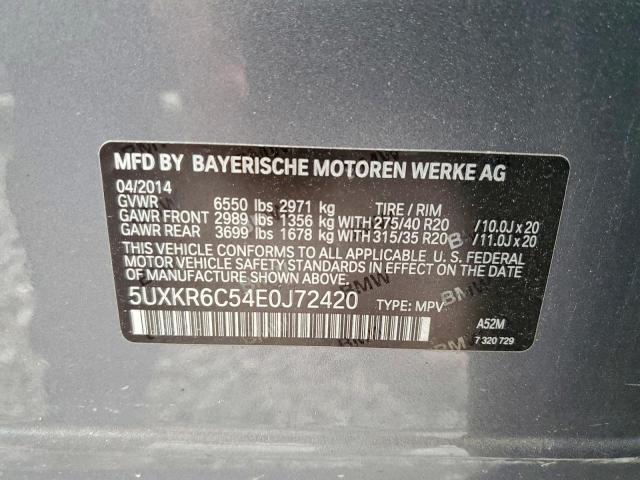 MFD BY BAYERISCHE MOTOREN WERKE AG
04/2014
GVWR 6550 lbs 2971 kg TIRE / RIM
GAWR FRONT 2989 lbs 1356 kg WITH 275/40 R20 /10.0J x 20
GAWR REAR 3699 lbs 1678 kg WITH 315/35 R20 /11.0J x 20
THIS VEHICLE CONFORMS TO ALL APPLICABLE U. S. FEDERAL
MOTOR VEHICLE SAFETY STANDARDS IN EFFECT ON THE
DATE OF MANUFACTURE SHOWN ABOVE.
5UXKR6C54E0J72420 TYPE: MPV
A52M
7 320 729